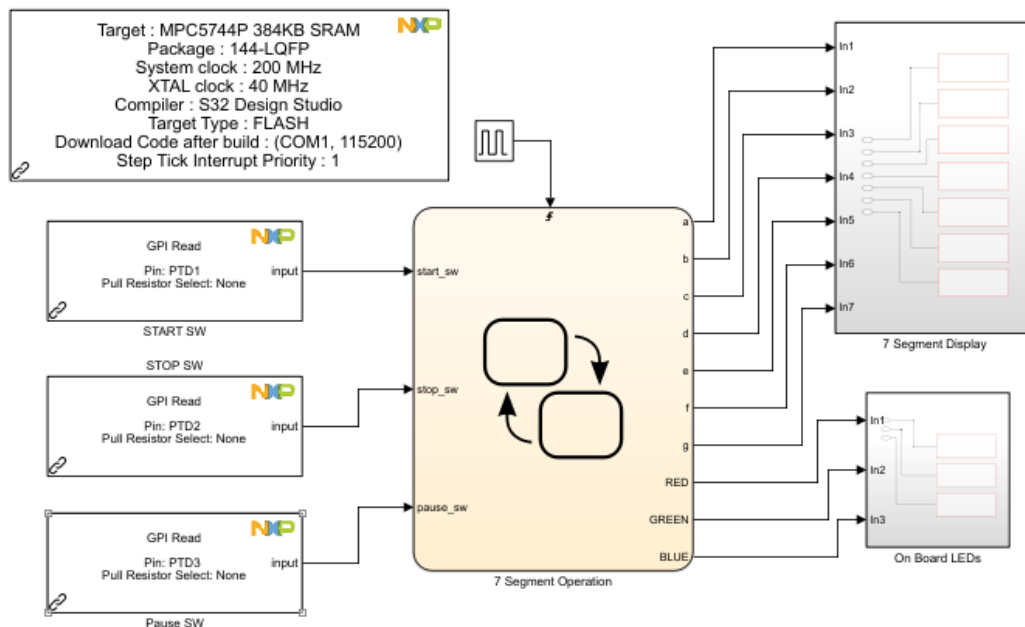 Target : MPC5744P 384KB SRAM
NXP
Package : 144-LQFP
System clock : 200 MHz
XTAL clock : 40 MHz
Compiler : S32 Design Studio
Target Type : FLASH
Download Code after build : (COM1, 115200)
Step Tick Interrupt Priority : 1
NXP
GPI Read
Pin: PTD1
input
Pull Resistor Select: None
START SW
STOP SW
NXP
GPI Read
Pin: PTD2
input
Pull Resistor Select: None
NXP
GPI Read
Pin: PTD3
input
Pull Resistor Select: None
Pause SW
start_sw
stop_sw
pause_sw
a
b
c
d
e
f
g
RED
GREEN
BLUE
7 Segment Operation
In1
In2
In3
In4
In5
In6
In7
7 Segment Display
In1
In2
In3
On Board LEDs